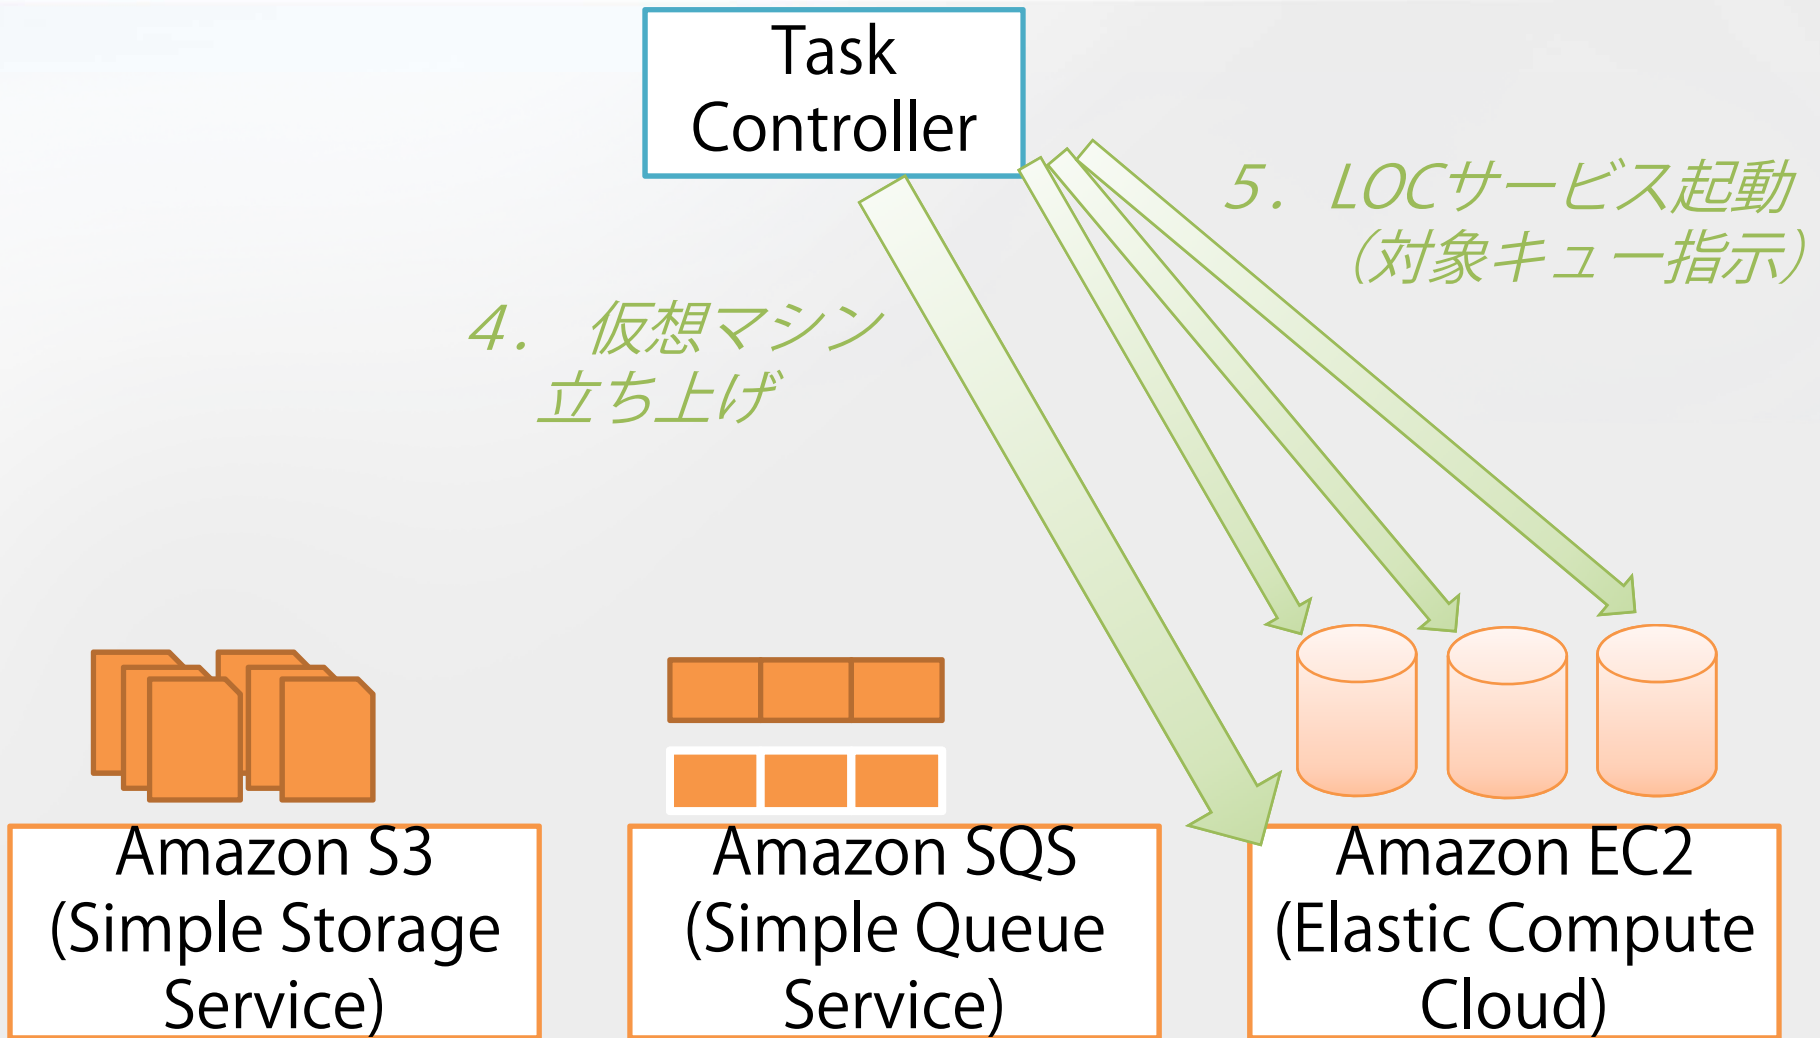 Task
Controller
５．LOCサービス起動
（対象キュー指示）
４．　仮想マシン
立ち上げ
Amazon S3
(Simple Storage
Service)
Amazon SQS
(Simple Queue
Service)
Amazon EC2
(Elastic Compute
Cloud)